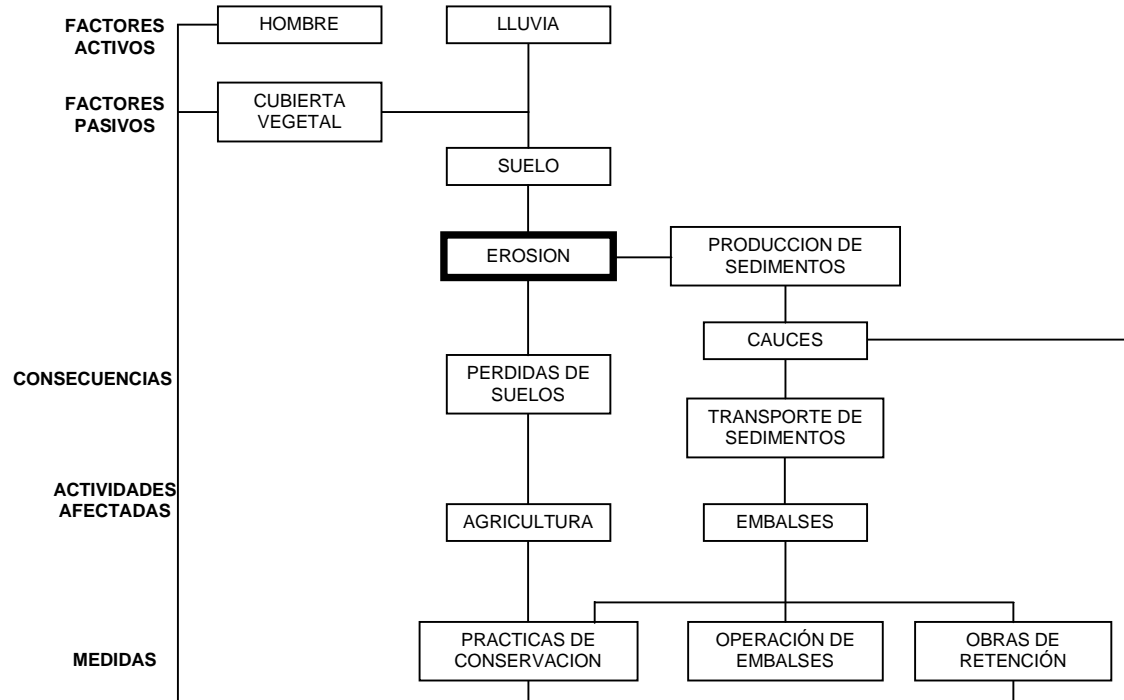 FACTORES
ACTIVOS
HOMBRE
LLUVIA
FACTORES
PASIVOS
CUBIERTA
VEGETAL
SUELO
EROSION
PRODUCCION DE
SEDIMENTOS
CAUCES
CONSECUENCIAS
PERDIDAS DE
SUELOS
TRANSPORTE DE
SEDIMENTOS
ACTIVIDADES
AFECTADAS
AGRICULTURA
EMBALSES
MEDIDAS
PRACTICAS DE
CONSERVACION
OPERACIÓN DE
EMBALSES
OBRAS DE
RETENCIÓN